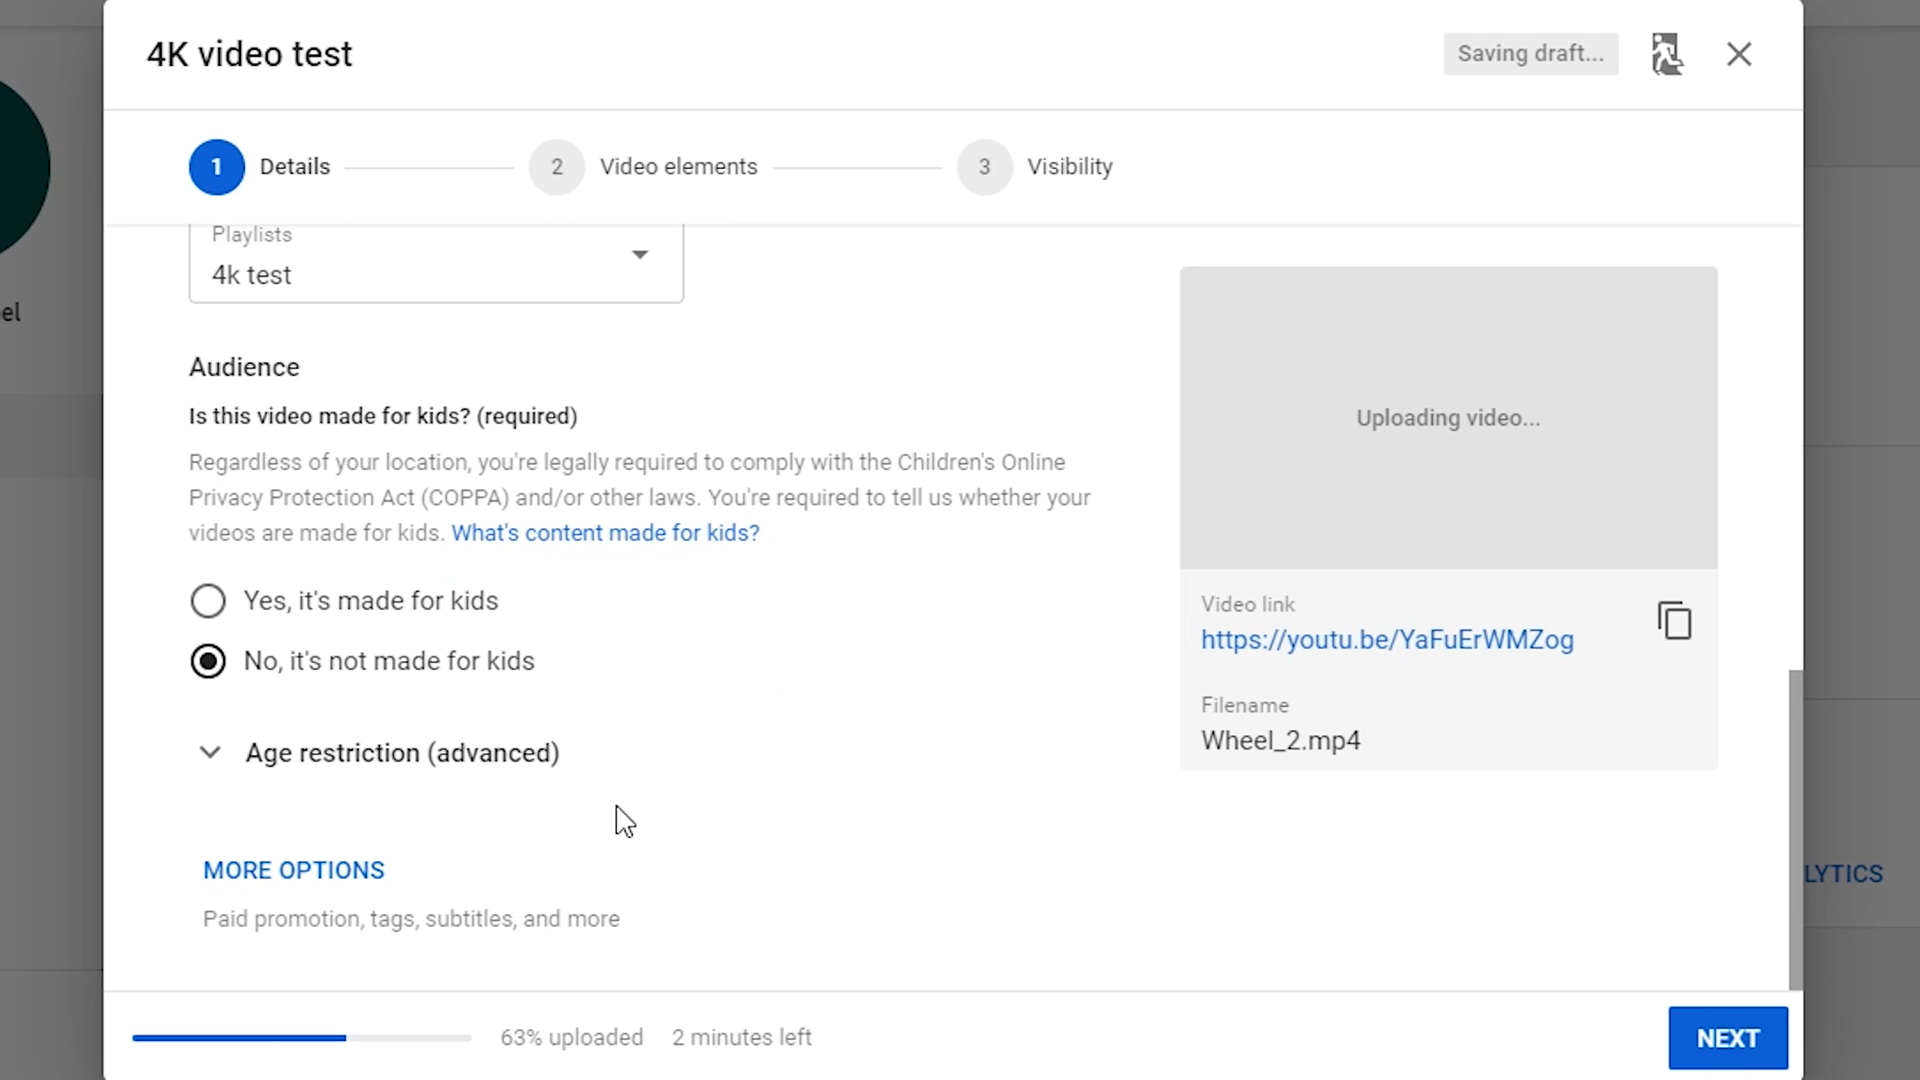 4K video test
Saving draft...
1 Details
2 Video elements
3 Visibility
el
Playlists
4k test
Audience
Is this video made for kids? (required)
Regardless of your location, you're legally required to comply with the Children's Online
Privacy Protection Act (COPPA) and/or other laws. You're required to tell us whether your
videos are made for kids. What's content made for kids?
Yes, it's made for kids
No, it's not made for kids
Age restriction (advanced)
MORE OPTIONS
Paid promotion, tags, subtitles, and more
Uploading video...
Video link
https://youtu.be/YaFuErWMZog
Filename
Wheel_2.mp4
LYTICS
63% uploaded 2 minutes left
NEXT